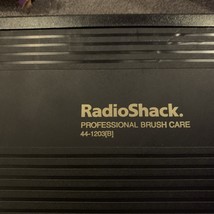 RadioShack.
PROFESSIONAL BRUSH CARE
44-1203[B]